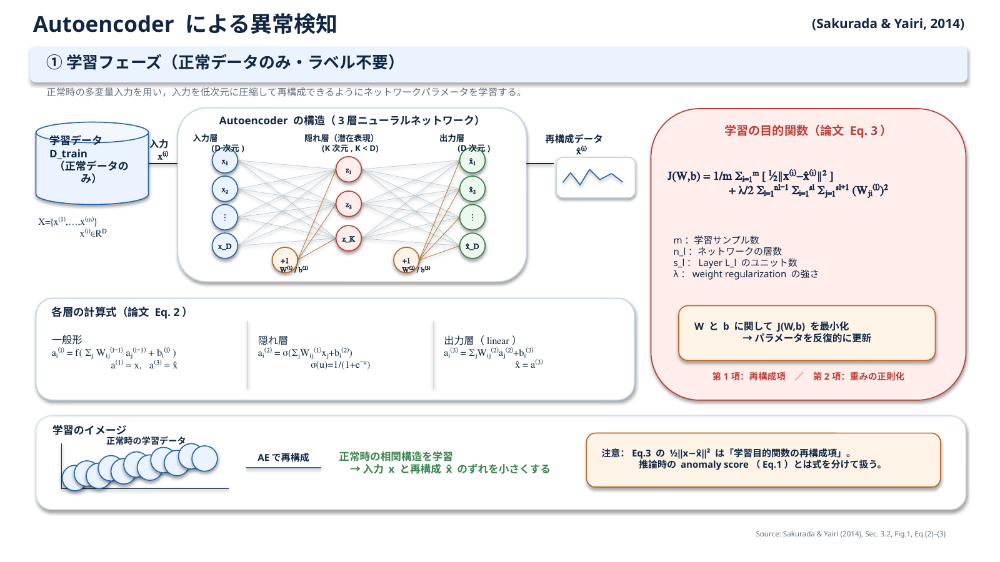 Autoencoder による異常検知
(Sakurada & Yairi, 2014)
① 学習フェーズ（正常データのみ・ラベル不要）
正常時の多変量入力を用い，入力を低次元に圧縮して再構成できるようにネットワークパラメータを学習する。
学習データ
D_train
（正常データの
み）
X={x⁽¹⁾,…,x⁽ᵐ⁾}
x⁽ⁱ⁾∈Rᴰ
入力
x⁽ⁱ⁾
Autoencoder の構造（ 3 層ニューラルネットワーク）
入力層
(D 次元 )
隠れ層（潜在表現）
(K 次元 , K < D)
出力層
(D 次元 )
x₁
x₂
⋮
x_D
z₁
z₂
z_K
x̂₁
x̂₂
⋮
x̂_D
+1
W⁽¹⁾ / b⁽²⁾
+1
W⁽²⁾ / b⁽³⁾
再構成データ
x̂⁽ⁱ⁾
学習の目的関数（論文 Eq. 3 ）
J(W,b) = 1/m Σᵢ₌₁ᵐ [ ½‖x⁽ⁱ⁾−x̂⁽ⁱ⁾‖² ]
+ λ/2 Σₗ₌₁ⁿˡ⁻¹ Σᵢ₌₁ˢˡ Σⱼ₌₁ˢˡ⁺¹ (Wⱼᵢ⁽ˡ⁾)²
m ： 学習サンプル数
n_l ： ネットワークの層数
s_l ： Layer L_l のユニット数
λ ： weight regularization の強さ
W と b に関して J(W,b) を最小化
→ パラメータを反復的に更新
第 1 項：再構成項 ／ 第 2 項：重みの正則化
各層の計算式（論文 Eq. 2 ）
一般形
aᵢ⁽ˡ⁾ = f( Σⱼ Wᵢⱼ⁽ˡ⁻¹⁾ aⱼ⁽ˡ⁻¹⁾ + bᵢ⁽ˡ⁾ )
a⁽¹⁾ = x, a⁽³⁾ = x̂
隠れ層
aᵢ⁽²⁾ = σ(ΣⱼWᵢⱼ⁽¹⁾xⱼ+bᵢ⁽²⁾)
σ(u)=1/(1+e⁻ᵘ)
出力層（ linear ）
aᵢ⁽³⁾ = ΣⱼWᵢⱼ⁽²⁾aⱼ⁽²⁾+bᵢ⁽³⁾
x̂ = a⁽³⁾
学習のイメージ
正常時の学習データ
AE で再構成
正常時の相関構造を学習
→ 入力 x と再構成 x̂ のずれを小さくする
注意： Eq.3 の ½‖x−x̂‖² は「学習目的関数の再構成項」。
推論時の anomaly score （ Eq.1 ）とは式を分けて扱う。
Source: Sakurada & Yairi (2014), Sec. 3.2, Fig.1, Eq.(2)–(3)